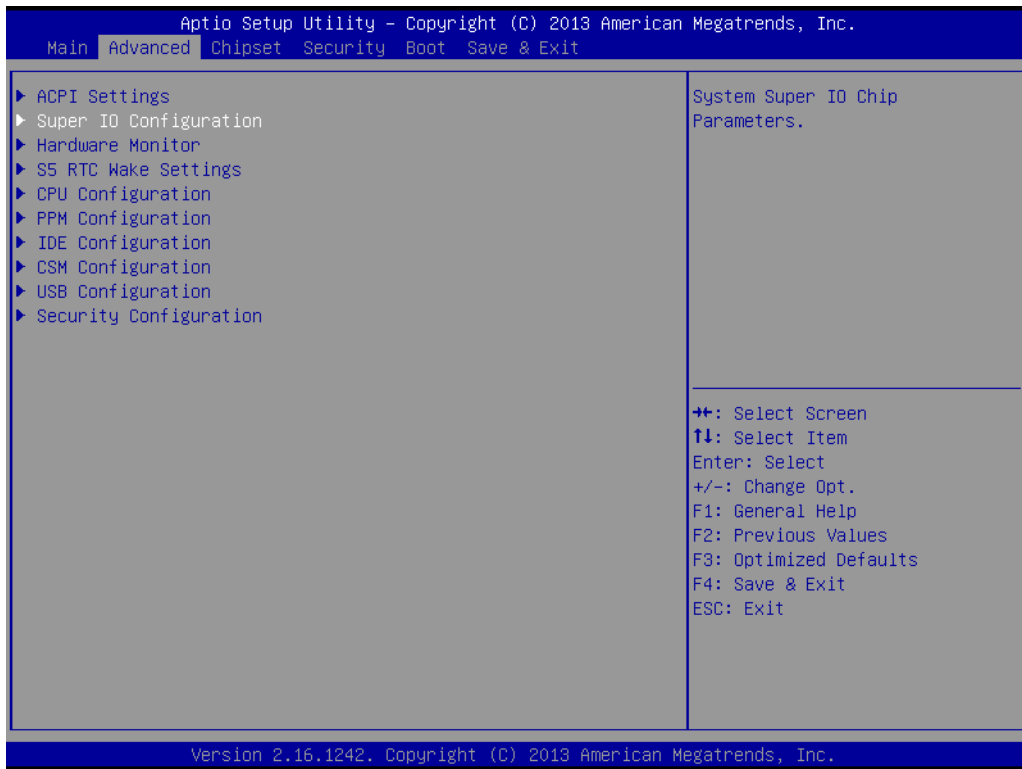 Aptio Setup Utility – Copyright (C) 2013 American Megatrends, Inc.
Main Advanced Chipset Security Boot Save & Exit
▶ ACPI Settings
▶ Super IO Configuration
▶ Hardware Monitor
▶ S5 RTC Wake Settings
▶ CPU Configuration
▶ PPM Configuration
▶ IDE Configuration
▶ CSM Configuration
▶ USB Configuration
▶ Security Configuration
System Super IO Chip
Parameters.
→←: Select Screen
↑↓: Select Item
Enter: Select
+/-: Change Opt.
F1: General Help
F2: Previous Values
F3: Optimized Defaults
F4: Save & Exit
ESC: Exit
Version 2.16.1242. Copyright (C) 2013 American Megatrends, Inc.